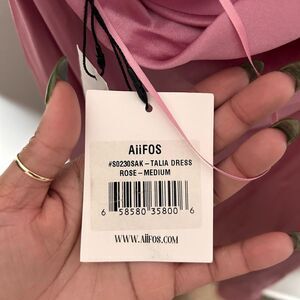 AiiFOS
#S0230SAK – TALIA DRESS
ROSE – MEDIUM
6 58580 35800 6
WWW.AiiFOS.COM